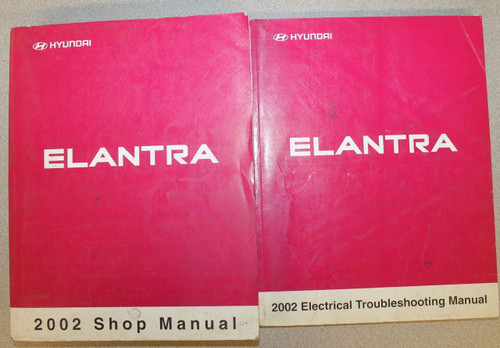 HYUNDAI
ELANTRA
2002 Shop Manual
HYUNDAI
ELANTRA
2002 Electrical Troubleshooting Manual